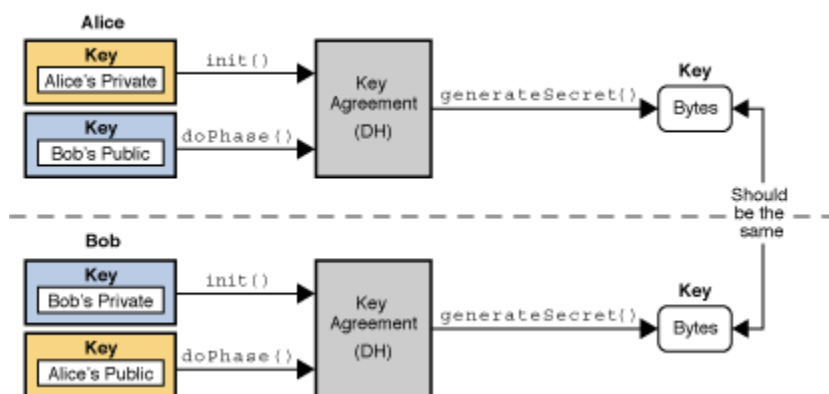 Alice
Key
Alice's Private
init()
Key
Bob's Public
doPhase()
Key
Agreement
(DH)
generateSecret()
Key
Bytes
Should
be the
same
Bob
Key
Bob's Private
init()
Key
Alice's Public
doPhase()
Key
Agreement
(DH)
generateSecret()
Key
Bytes